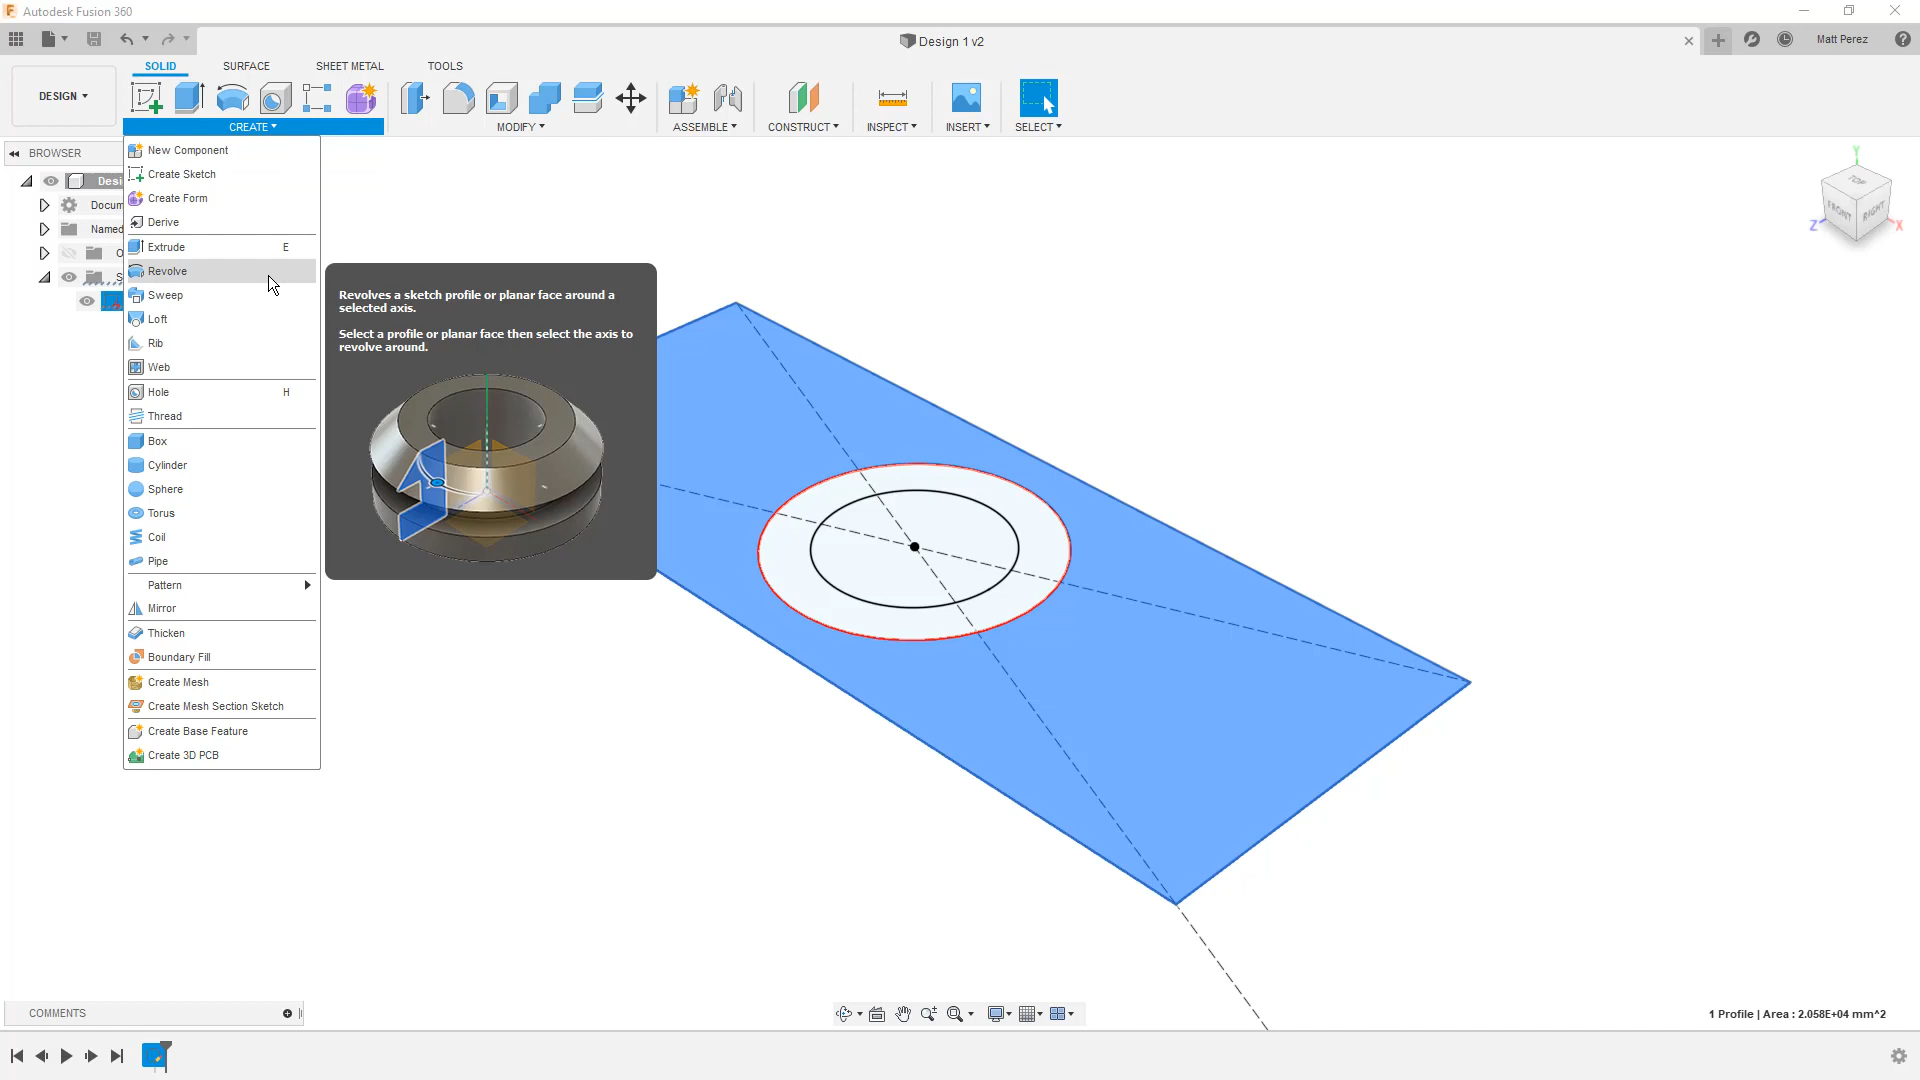 Autodesk Fusion 360
Design 1 v2
Matt Perez
DESIGN
SOLID
SURFACE
SHEET METAL
TOOLS
CREATE
MODIFY
ASSEMBLE
CONSTRUCT
INSPECT
INSERT
SELECT
BROWSER
Desi
Docum
Named
O
S
New Component
Create Sketch
Create Form
Derive
Extrude E
Revolve
Sweep
Loft
Rib
Web
Hole H
Thread
Box
Cylinder
Sphere
Torus
Coil
Pipe
Pattern
Mirror
Thicken
Boundary Fill
Create Mesh
Create Mesh Section Sketch
Create Base Feature
Create 3D PCB
Revolves a sketch profile or planar face around a
selected axis.
Select a profile or planar face then select the axis to
revolve around.
Y
TOP
FRONT
RIGHT
Z
X
COMMENTS
1 Profile | Area : 2.058E+04 mm^2